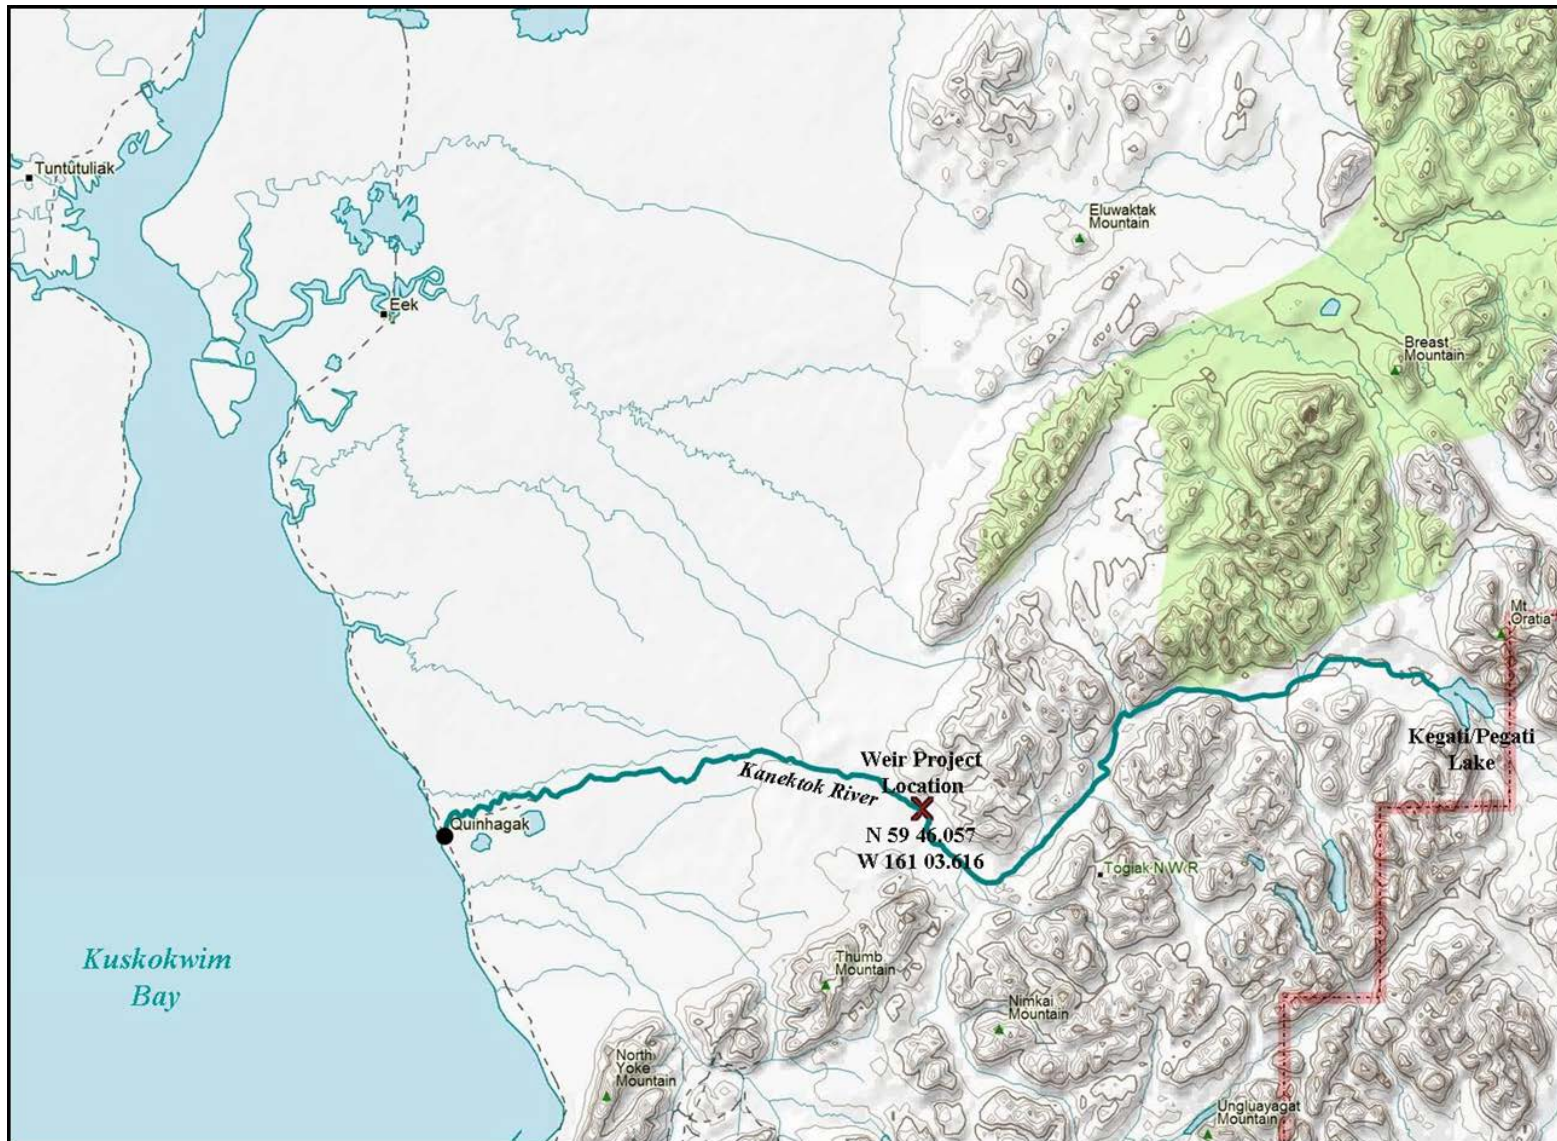 Tuntutuliak
Eluwaktak
Mountain
Eek
Breast
Mountain
Mt
Oratia
Kegati/Pegati
Lake
Weir Project
Location
Kanektok River
Quinhagak
N 59 46.057
W 161 03.616
Togiak N W R
Kuskokwim
Bay
Thumb
Mountain
Nimkai
Mountain
North
Yoke
Mountain
Ungluayagat
Mountain